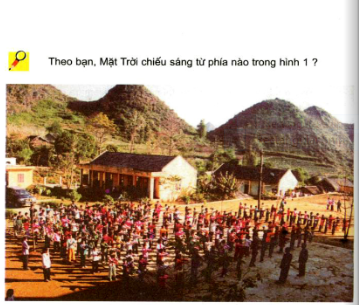 Theo bạn, Mặt Trời chiếu sáng từ phía nào trong hình 1 ?